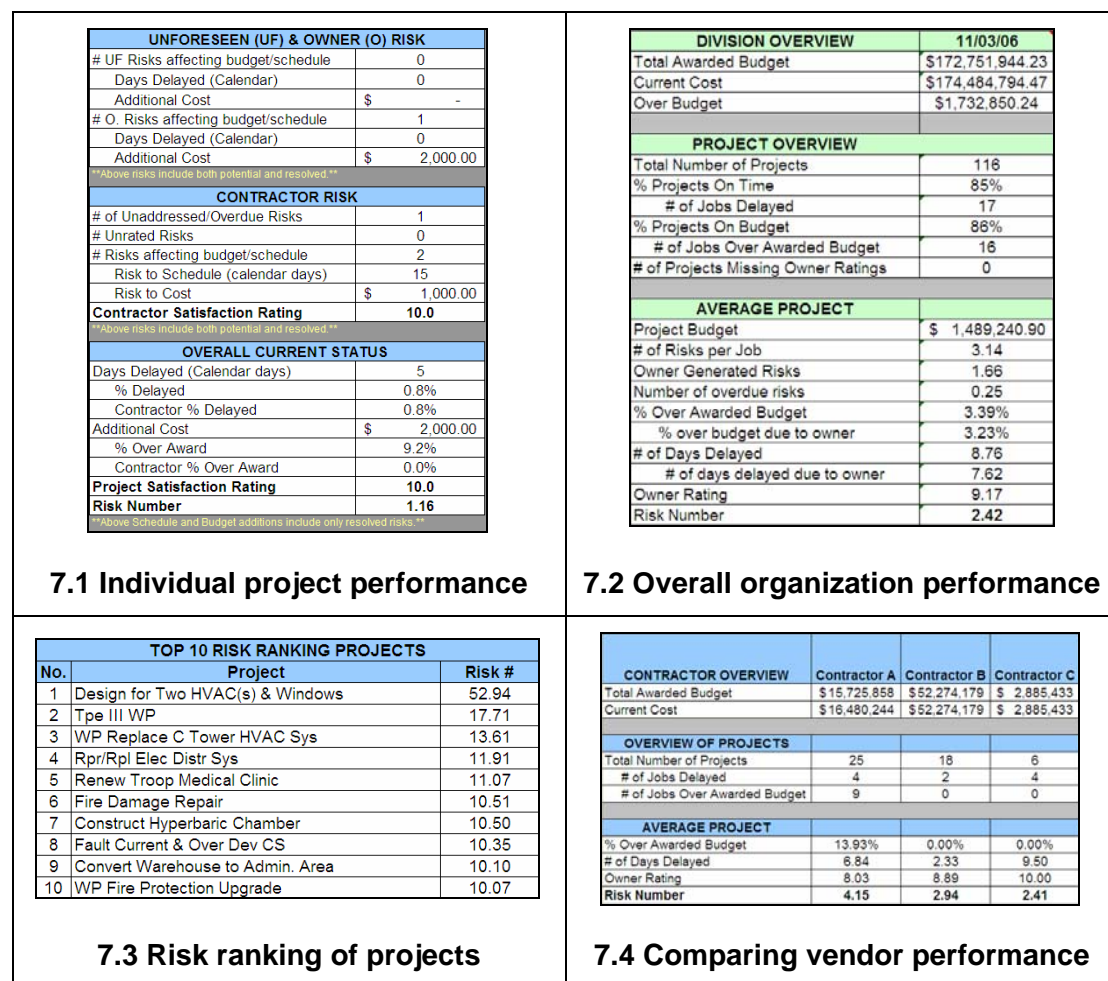 UNFORESEEN (UF) & OWNER (O) RISK
# UF Risks affecting budget/schedule 0
Days Delayed (Calendar) 0
Additional Cost $ -
# O. Risks affecting budget/schedule 1
Days Delayed (Calendar) 0
Additional Cost $ 2,000.00
**Above risks include both potential and resolved.**
CONTRACTOR RISK
# of Unaddressed/Overdue Risks 1
# Unrated Risks 0
# Risks affecting budget/schedule 2
Risk to Schedule (calendar days) 15
Risk to Cost $ 1,000.00
Contractor Satisfaction Rating 10.0
**Above risks include both potential and resolved.**
OVERALL CURRENT STATUS
Days Delayed (Calendar days) 5
% Delayed 0.8%
Contractor % Delayed 0.8%
Additional Cost $ 2,000.00
% Over Award 9.2%
Contractor % Over Award 0.0%
Project Satisfaction Rating 10.0
Risk Number 1.16
**Above Schedule and Budget additions include only resolved risks.**
7.1 Individual project performance
DIVISION OVERVIEW 11/03/06
Total Awarded Budget $172,751,944.23
Current Cost $174,484,794.47
Over Budget $1,732,850.24
PROJECT OVERVIEW
Total Number of Projects 116
% Projects On Time 85%
# of Jobs Delayed 17
% Projects On Budget 86%
# of Jobs Over Awarded Budget 16
# of Projects Missing Owner Ratings 0
AVERAGE PROJECT
Project Budget $ 1,489,240.90
# of Risks per Job 3.14
Owner Generated Risks 1.66
Number of overdue risks 0.25
% Over Awarded Budget 3.39%
% over budget due to owner 3.23%
# of Days Delayed 8.76
# of days delayed due to owner 7.62
Owner Rating 9.17
Risk Number 2.42
7.2 Overall organization performance
TOP 10 RISK RANKING PROJECTS
No. Project Risk #
1 Design for Two HVAC(s) & Windows 52.94
2 Tpe III WP 17.71
3 WP Replace C Tower HVAC Sys 13.61
4 Rpr/Rpl Elec Distr Sys 11.91
5 Renew Troop Medical Clinic 11.07
6 Fire Damage Repair 10.51
7 Construct Hyperbaric Chamber 10.50
8 Fault Current & Over Dev CS 10.35
9 Convert Warehouse to Admin. Area 10.10
10 WP Fire Protection Upgrade 10.07
7.3 Risk ranking of projects
CONTRACTOR OVERVIEW Contractor A Contractor B Contractor C
Total Awarded Budget $15,725,858 $52,274,179 $ 2,885,433
Current Cost $16,480,244 $52,274,179 $ 2,885,433
OVERVIEW OF PROJECTS
Total Number of Projects 25 18 6
# of Jobs Delayed 4 2 4
# of Jobs Over Awarded Budget 9 0 0
AVERAGE PROJECT
% Over Awarded Budget 13.93% 0.00% 0.00%
# of Days Delayed 6.84 2.33 9.50
Owner Rating 8.03 8.89 10.00
Risk Number 4.15 2.94 2.41
7.4 Comparing vendor performance